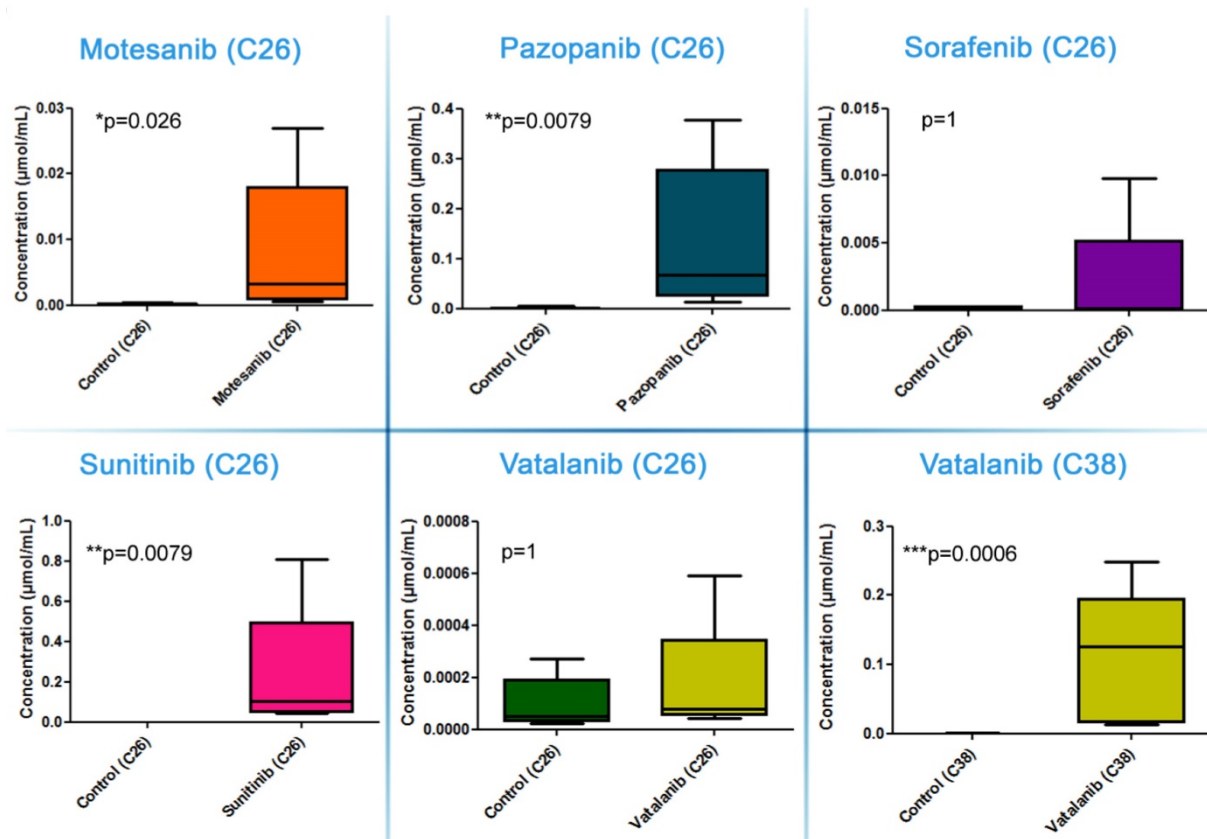 Motesanib (C26)
Concentration (µmol/mL)
0.03
0.02
0.01
0.00
*p=0.026
Control (C26)
Motesanib (C26)
Pazopanib (C26)
Concentration (µmol/mL)
0.4
0.3
0.2
0.1
0.0
**p=0.0079
Control (C26)
Pazopanib (C26)
Sorafenib (C26)
Concentration (µmol/mL)
0.015
0.010
0.005
0.000
p=1
Control (C26)
Sorafenib (C26)
Sunitinib (C26)
Concentration (µmol/mL)
1.0
0.8
0.6
0.4
0.2
0.0
**p=0.0079
Control (C26)
Sunitinib (C26)
Vatalanib (C26)
Concentration (µmol/mL)
0.0008
0.0006
0.0004
0.0002
0.0000
p=1
Control (C26)
Vatalanib (C26)
Vatalanib (C38)
Concentration (µmol/mL)
0.3
0.2
0.1
0.0
***p=0.0006
Control (C38)
Vatalanib (C38)